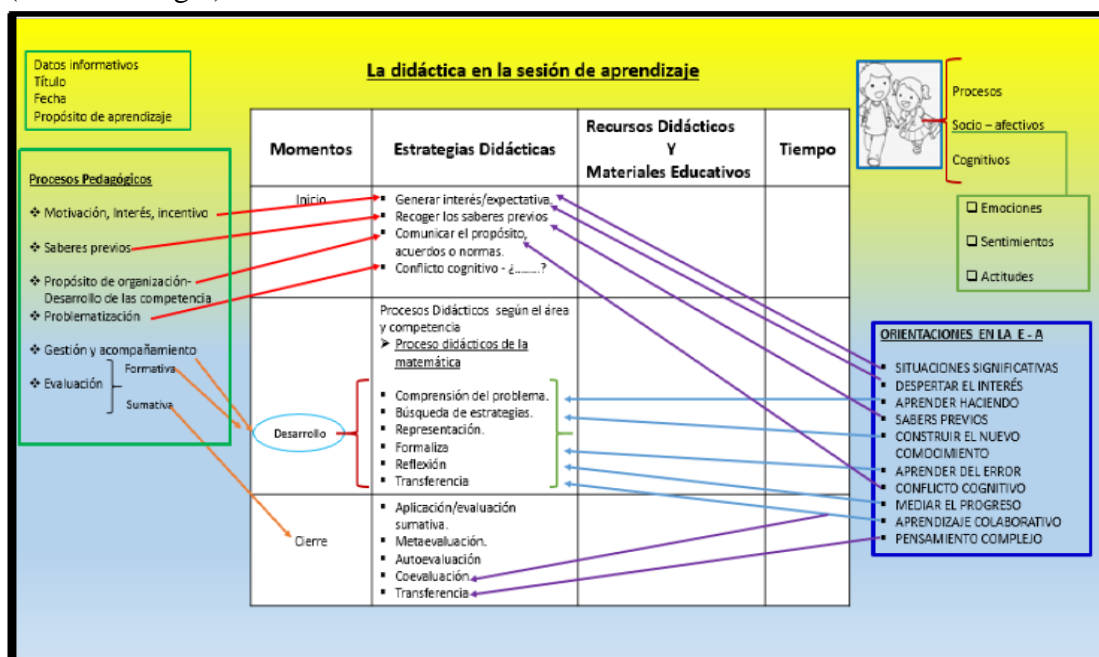 La didáctica en la sesión de aprendizaje
Datos informativos
Título
Fecha
Propósito de aprendizaje
Procesos Pedagógicos
❖ Motivación, Interés, incentivo
❖ Saberes previos
❖ Propósito de organización-
Desarrollo de las competencia
❖ Problematización
❖ Gestión y acompañamiento
❖ Evaluación
Formativa
Sumativa
Momentos
Estrategias Didácticas
Recursos Didácticos
Y
Materiales Educativos
Tiempo
Inicio
▪ Generar interés/expectativa.
▪ Recoger los saberes previos
▪ Comunicar el propósito,
acuerdos o normas.
▪ Conflicto cognitivo - ¿........?
Desarrollo
Procesos Didácticos según el área
y competencia
➤ Proceso didácticos de la
matemática
▪ Comprensión del problema.
▪ Búsqueda de estrategias.
▪ Representación.
▪ Formaliza
▪ Reflexión
▪ Transferencia
Cierre
▪ Aplicación/evaluación
sumativa.
▪ Metaevaluación.
▪ Autoevaluación
▪ Coevaluación
▪ Transferencia
Procesos
Socio – afectivos
Cognitivos
❑ Emociones
❑ Sentimientos
❑ Actitudes
ORIENTACIONES EN LA E - A
▪ SITUACIONES SIGNIFICATIVAS
▪ DESPERTAR EL INTERÉS
▪ APRENDER HACIENDO
▪ SABERS PREVIOS
▪ CONSTRUIR EL NUEVO
COMOCIMIENTO
▪ APRENDER DEL ERROR
▪ CONFLICTO COGNITIVO
▪ MEDIAR EL PROGRESO
▪ APRENDIZAJE COLABORATIVO
▪ PENSAMIENTO COMPLEJO